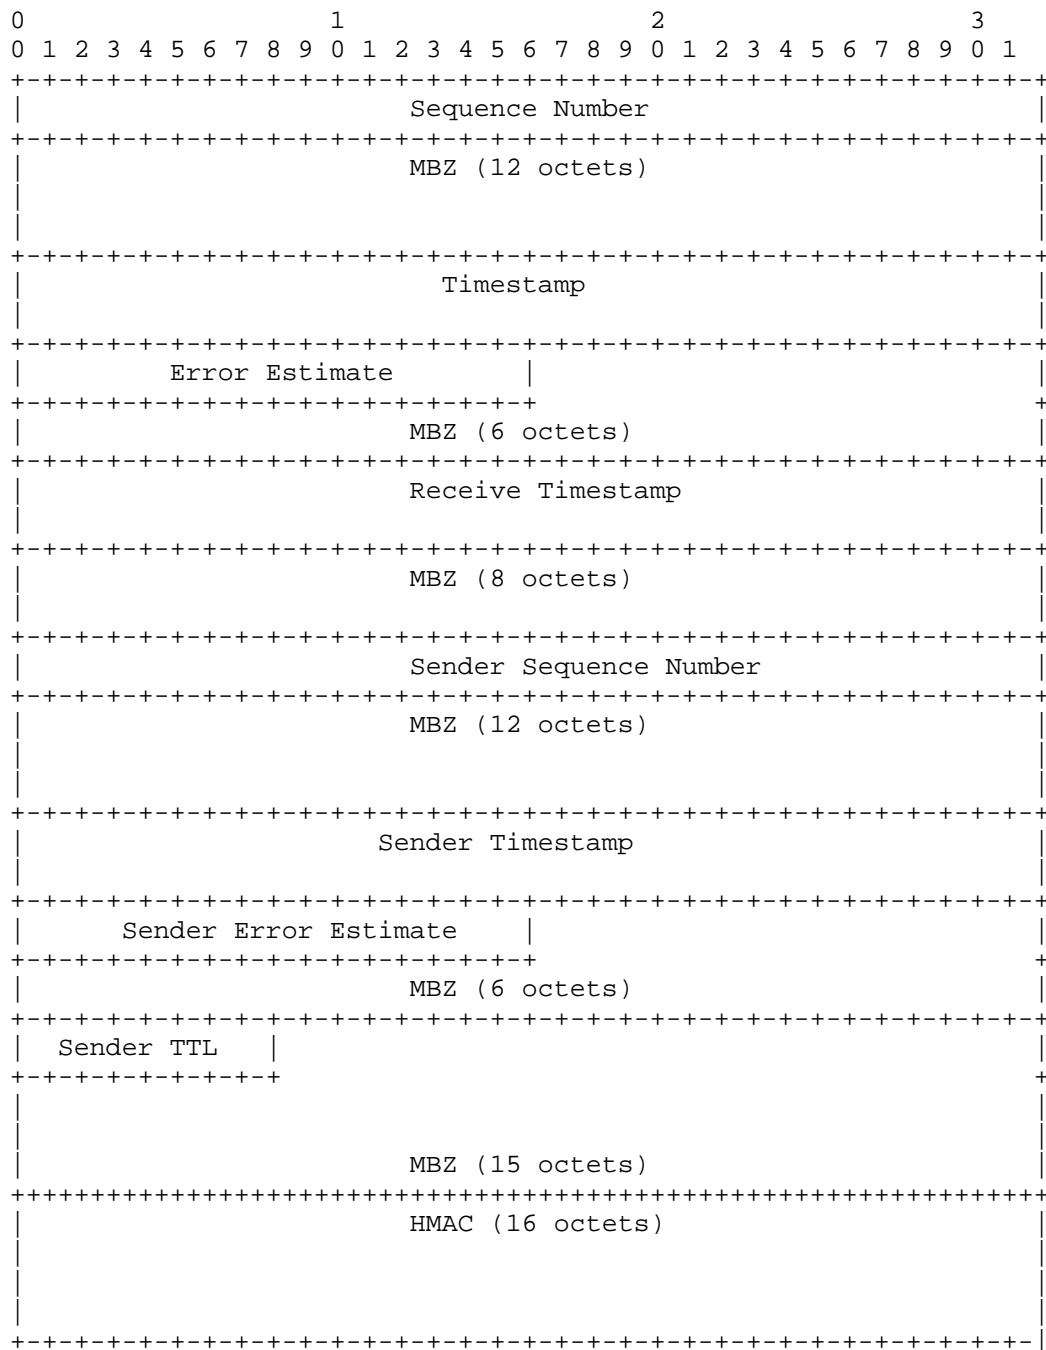 0                   1                   2                   3
0 1 2 3 4 5 6 7 8 9 0 1 2 3 4 5 6 7 8 9 0 1 2 3 4 5 6 7 8 9 0 1
+-+-+-+-+-+-+-+-+-+-+-+-+-+-+-+-+-+-+-+-+-+-+-+-+-+-+-+-+-+-+-+-+
|                        Sequence Number                        |
+-+-+-+-+-+-+-+-+-+-+-+-+-+-+-+-+-+-+-+-+-+-+-+-+-+-+-+-+-+-+-+-+
|                        MBZ (12 octets)                        |
|                                                               |
|                                                               |
+-+-+-+-+-+-+-+-+-+-+-+-+-+-+-+-+-+-+-+-+-+-+-+-+-+-+-+-+-+-+-+-+
|                          Timestamp                            |
|                                                               |
+-+-+-+-+-+-+-+-+-+-+-+-+-+-+-+-+-+-+-+-+-+-+-+-+-+-+-+-+-+-+-+-+
|         Error Estimate        |                               |
+-+-+-+-+-+-+-+-+-+-+-+-+-+-+-+-+                               +
|                        MBZ (6 octets)                         |
+-+-+-+-+-+-+-+-+-+-+-+-+-+-+-+-+-+-+-+-+-+-+-+-+-+-+-+-+-+-+-+-+
|                        Receive Timestamp                      |
|                                                               |
+-+-+-+-+-+-+-+-+-+-+-+-+-+-+-+-+-+-+-+-+-+-+-+-+-+-+-+-+-+-+-+-+
|                        MBZ (8 octets)                         |
|                                                               |
+-+-+-+-+-+-+-+-+-+-+-+-+-+-+-+-+-+-+-+-+-+-+-+-+-+-+-+-+-+-+-+-+
|                        Sender Sequence Number                 |
+-+-+-+-+-+-+-+-+-+-+-+-+-+-+-+-+-+-+-+-+-+-+-+-+-+-+-+-+-+-+-+-+
|                        MBZ (12 octets)                        |
|                                                               |
|                                                               |
+-+-+-+-+-+-+-+-+-+-+-+-+-+-+-+-+-+-+-+-+-+-+-+-+-+-+-+-+-+-+-+-+
|                      Sender Timestamp                         |
|                                                               |
+-+-+-+-+-+-+-+-+-+-+-+-+-+-+-+-+-+-+-+-+-+-+-+-+-+-+-+-+-+-+-+-+
|      Sender Error Estimate    |                               |
+-+-+-+-+-+-+-+-+-+-+-+-+-+-+-+-+                               +
|                        MBZ (6 octets)                         |
+-+-+-+-+-+-+-+-+-+-+-+-+-+-+-+-+-+-+-+-+-+-+-+-+-+-+-+-+-+-+-+-+
|  Sender TTL   |                                               |
+-+-+-+-+-+-+-+-+                                               +
|                                                               |
|                                                               |
|                        MBZ (15 octets)                        |
+++++++++++++++++++++++++++++++++++++++++++++++++++++++++++++++++
|                        HMAC (16 octets)                       |
|                                                               |
|                                                               |
|                                                               |
+-+-+-+-+-+-+-+-+-+-+-+-+-+-+-+-+-+-+-+-+-+-+-+-+-+-+-+-+-+-+-+-|